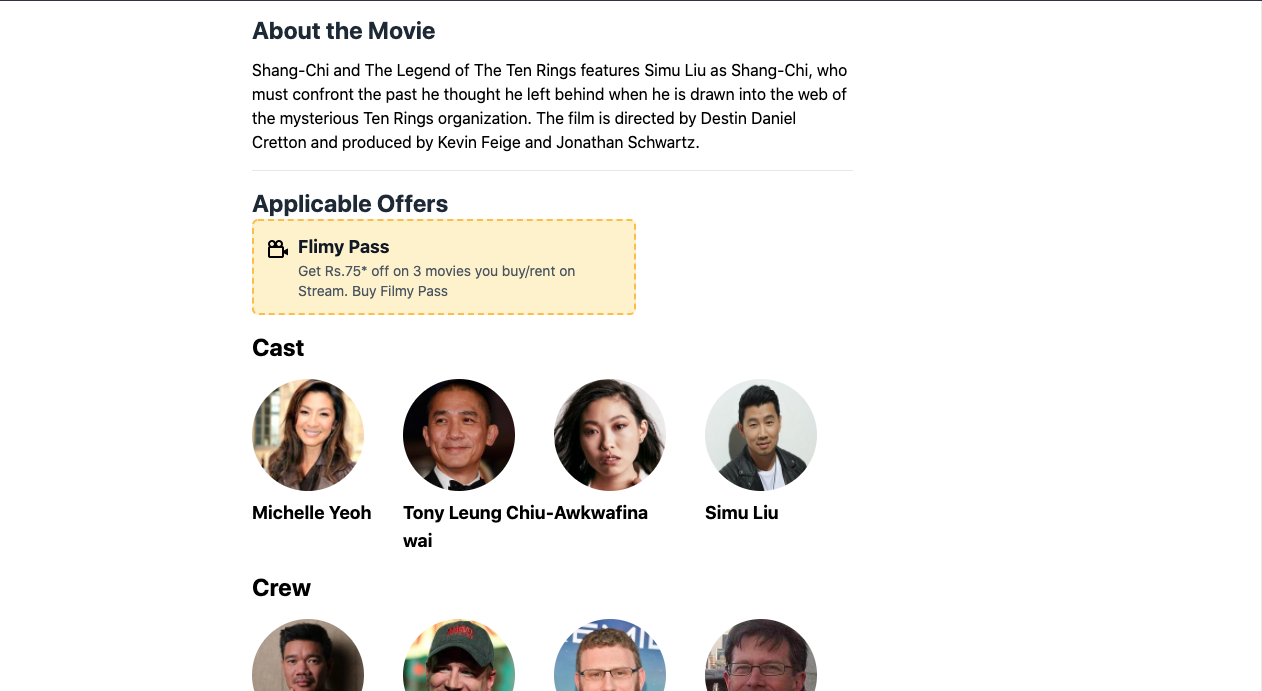 About the Movie
Shang-Chi and The Legend of The Ten Rings features Simu Liu as Shang-Chi, who
must confront the past he thought he left behind when he is drawn into the web of
the mysterious Ten Rings organization. The film is directed by Destin Daniel
Cretton and produced by Kevin Feige and Jonathan Schwartz.
Applicable Offers
Flimy Pass
Get Rs.75* off on 3 movies you buy/rent on
Stream. Buy Filmy Pass
Cast
Michelle Yeoh
Tony Leung Chiu-
wai
Awkwafina
Simu Liu
Crew